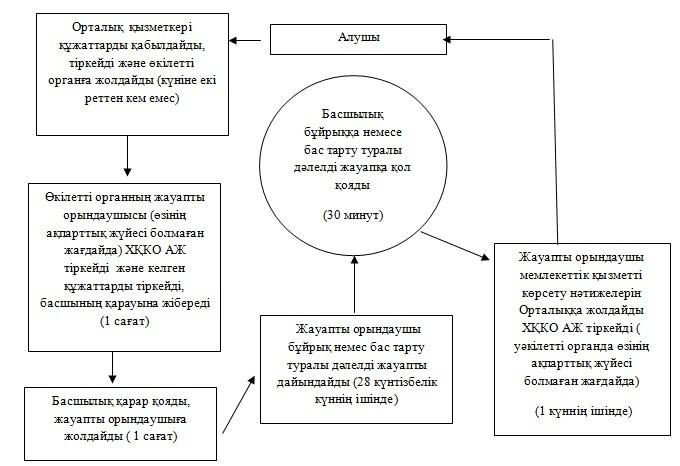 Орталық қызметкері
құжаттарды қабылдайды,
тіркейді және өкілетті
органға жолдайды (күніне екі
реттен кем емес)
Алушы
Басшылық
бұйрыққа немесе
бас тарту туралы
дәлелді жауапқа қол
қояды
(30 минут)
Өкілетті органның жауапты
орындаушысы (өзінің
ақпарттық жүйесі болмаған
жағдайда) ХҚКО АЖ
тіркейді және келген
құжаттарды тіркейді,
басшының қарауына жібереді
(1 сағат)
Басшылық қарар қояды,
жауапты орындаушыға
жолдайды ( 1 сағат)
Жауапты орындаушы
бұйрық немес бас тарту
туралы дәлелді жауапты
дайындайды (28 күнтізбелік
күннің ішінде)
Жауапты орындаушы
мемлекеттік қызметті
көрсету нәтижелерін
Орталыққа жолдайды
ХҚКО АЖ тіркейді (
уәкілетті органда өзінің
ақпарттық жүйесі
болмаған жағдайда)
(1 күннің ішінде)